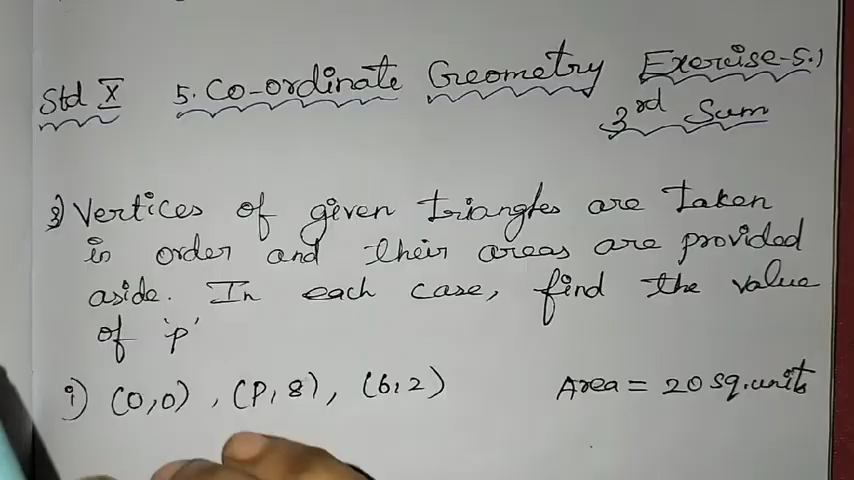 Std X 5. Co-ordinate Geometry Exercise-5.1
3rd Sum
3) Vertices of given triangles are taken
in order and their areas are provided
aside. In each case, find the value
of 'p'
i) (0,0), (P,8), (6,2) Area = 20 sq.units